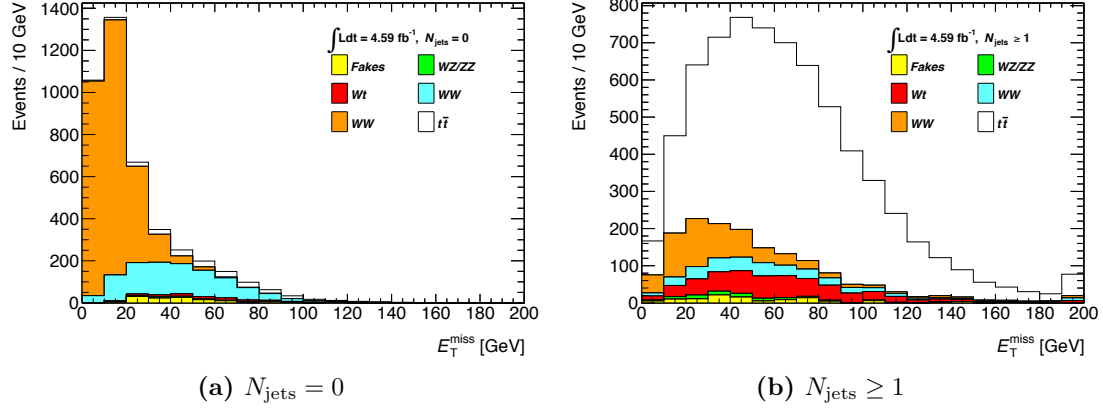 Events / 10 GeV
1400
1200
1000
800
600
400
200
0
∫Ldt = 4.59 fb⁻¹, N_jets = 0
Fakes WZ/ZZ
Wt WW
WW tt̄
0 20 40 60 80 100 120 140 160 180 200
E_T^miss [GeV]
(a) N_jets = 0
Events / 10 GeV
800
700
600
500
400
300
200
100
0
∫Ldt = 4.59 fb⁻¹, N_jets ≥ 1
Fakes WZ/ZZ
Wt WW
WW tt̄
0 20 40 60 80 100 120 140 160 180 200
E_T^miss [GeV]
(b) N_jets ≥ 1